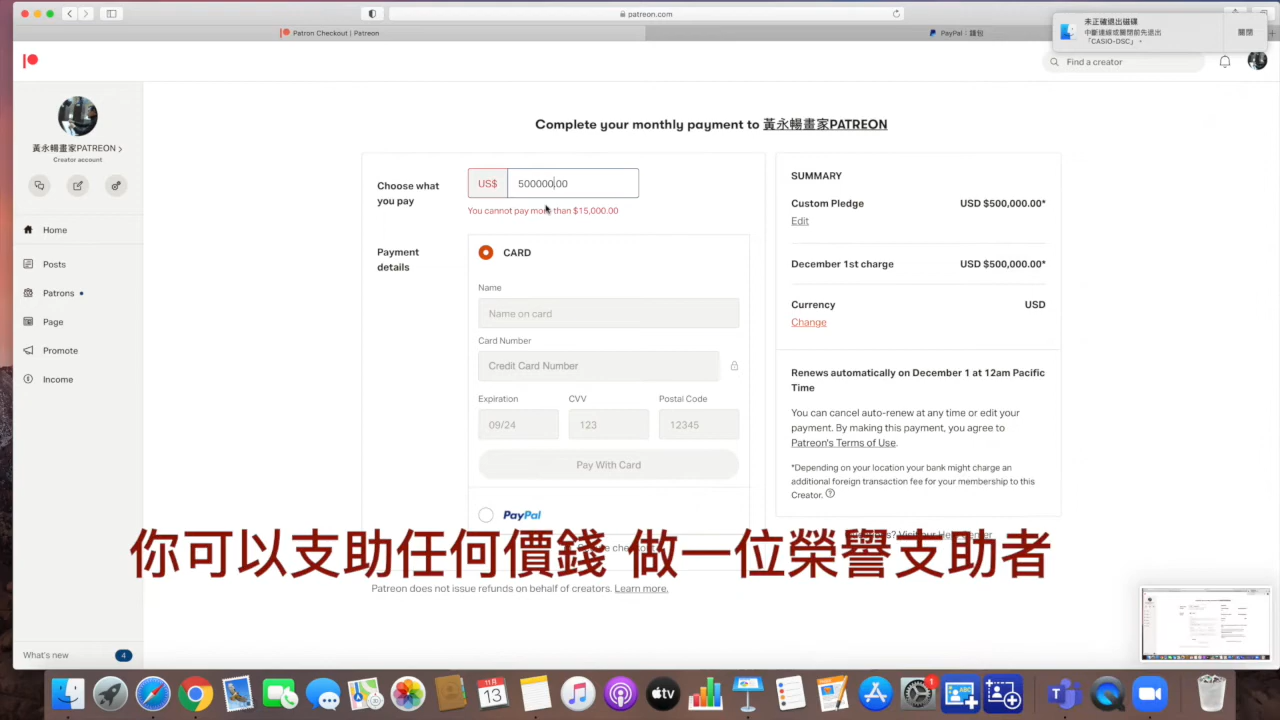 patreon.com
Patron Checkout | Patreon
未正確退出磁碟
中斷連線或關閉前先退出
「CASIO-DSC」。
關閉
Find a creator
黃永暢畫家PATREON
Creator account
Home
Posts
Patrons
Page
Promote
Income
What's new
4
Complete your monthly payment to 黃永暢畫家PATREON
Choose what
you pay
US$
500000.00
You cannot pay more than $15,000.00
Payment
details
CARD
Name
Name on card
Card Number
Credit Card Number
Expiration
CVV
Postal Code
09/24
123
12345
Pay With Card
PayPal
SUMMARY
Custom Pledge
USD $500,000.00*
Edit
December 1st charge
USD $500,000.00*
Currency
USD
Change
Renews automatically on December 1 at 12am Pacific
Time
You can cancel auto-renew at any time or edit your
payment. By making this payment, you agree to
Patreon's Terms of Use.
*Depending on your location your bank might charge an
additional foreign transaction fee for your membership to this
Creator.
你可以支助任何價錢 做一位榮譽支助者
Patreon does not issue refunds on behalf of creators. Learn more.
11月
13
tv
1